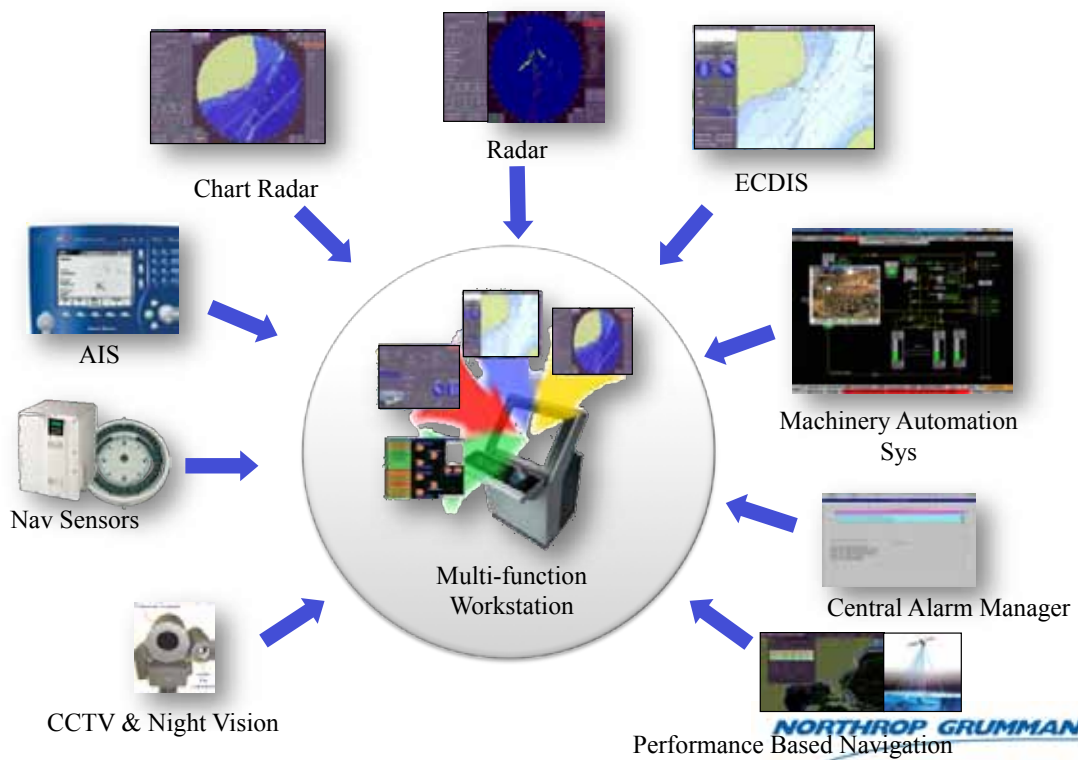 Chart Radar
Radar
ECDIS
AIS
Machinery Automation
Sys
Nav Sensors
Multi-function
Workstation
Central Alarm Manager
CCTV & Night Vision
NORTHROP GRUMMAN
Performance Based Navigation